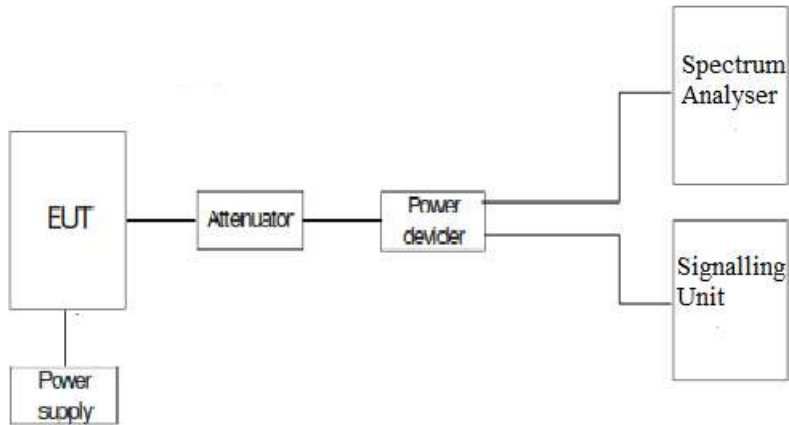 Spectrum
Analyser
EUT
Attenuator
Power
devider
Signalling
Unit
Power
supply